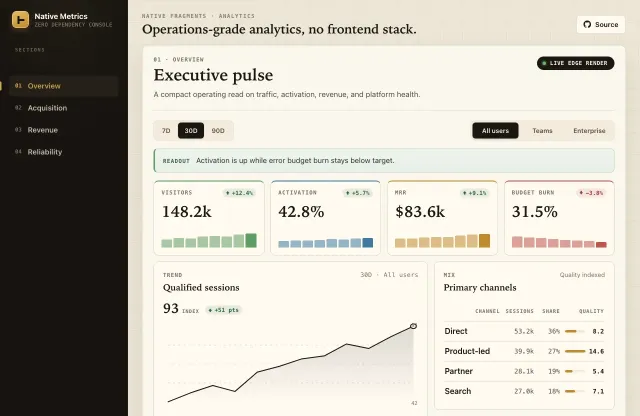 Native Metrics
ZERO DEPENDENCY CONSOLE
SECTIONS
01 Overview
02 Acquisition
03 Revenue
04 Reliability
NATIVE FRAGMENTS · ANALYTICS
Operations-grade analytics, no frontend stack.
Source
01 · OVERVIEW
Executive pulse
A compact operating read on traffic, activation, revenue, and platform health.
LIVE EDGE RENDER
7D 30D 90D
All users Teams Enterprise
READOUT Activation is up while error budget burn stays below target.
VISITORS +12.4%
148.2k
ACTIVATION +5.7%
42.8%
MRR +9.1%
$83.6k
BUDGET BURN −3.8%
31.5%
TREND 30D · All users
Qualified sessions
93 INDEX +51 pts
42
MIX Quality indexed
Primary channels
CHANNEL SESSIONS SHARE QUALITY
Direct 53.2k 36% 8.2
Product-led 39.9k 27% 14.6
Partner 28.1k 19% 5.4
Search 27.0k 18% 7.1